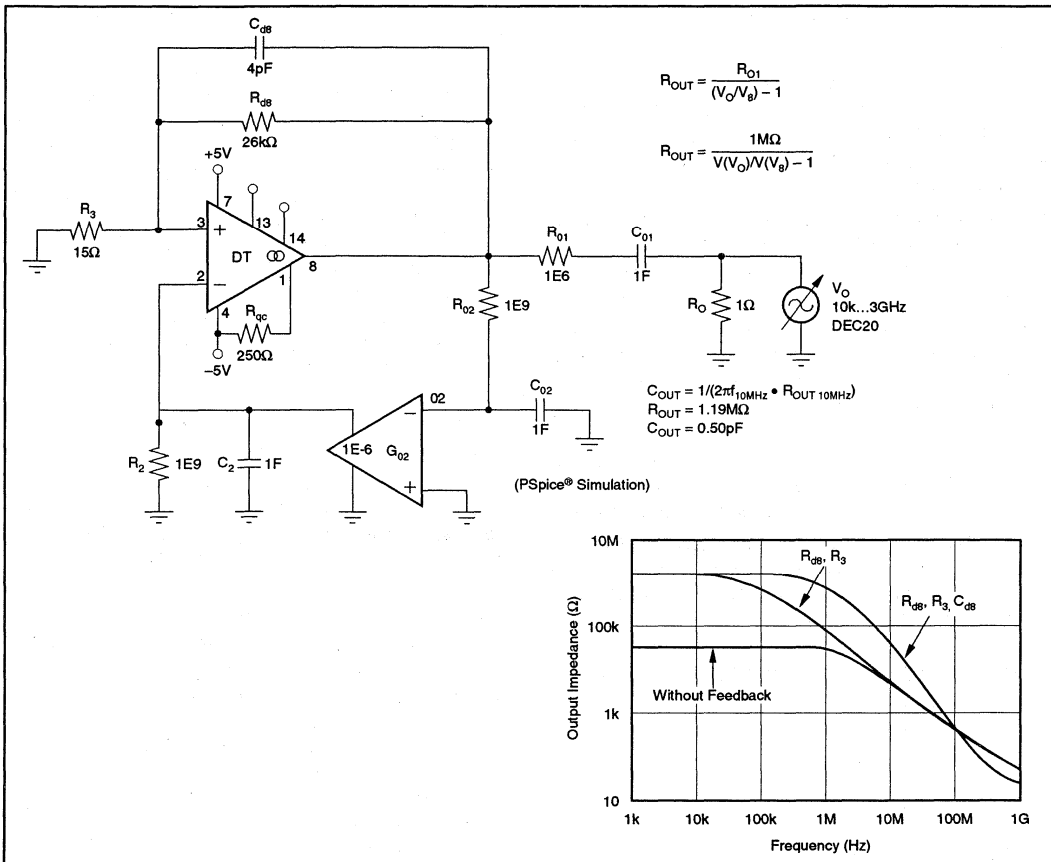 C_d8
4pF
R_d8
26kΩ
+5V
7
13
14
R_3
15Ω
3
+
DT
8
2
−
1
4
R_qc
250Ω
−5V
R_01
1E6
C_01
1F
R_O
1Ω
V_O
10k...3GHz
DEC20
R_02
1E9
R_OUT = R_O1 / ((V_O/V_8) − 1)
R_OUT = 1MΩ / (V(V_O)/V(V_8) − 1)
C_OUT = 1/(2πf_10MHz • R_OUT 10MHz)
R_OUT = 1.19MΩ
C_OUT = 0.50pF
02
C_02
1F
−
1E-6
G_02
+
R_2
1E9
C_2
1F
(PSpice® Simulation)
10M
100k
1k
10
Output Impedance (Ω)
R_d8, R_3
R_d8, R_3, C_d8
Without Feedback
1k 10k 100k 1M 10M 100M 1G
Frequency (Hz)